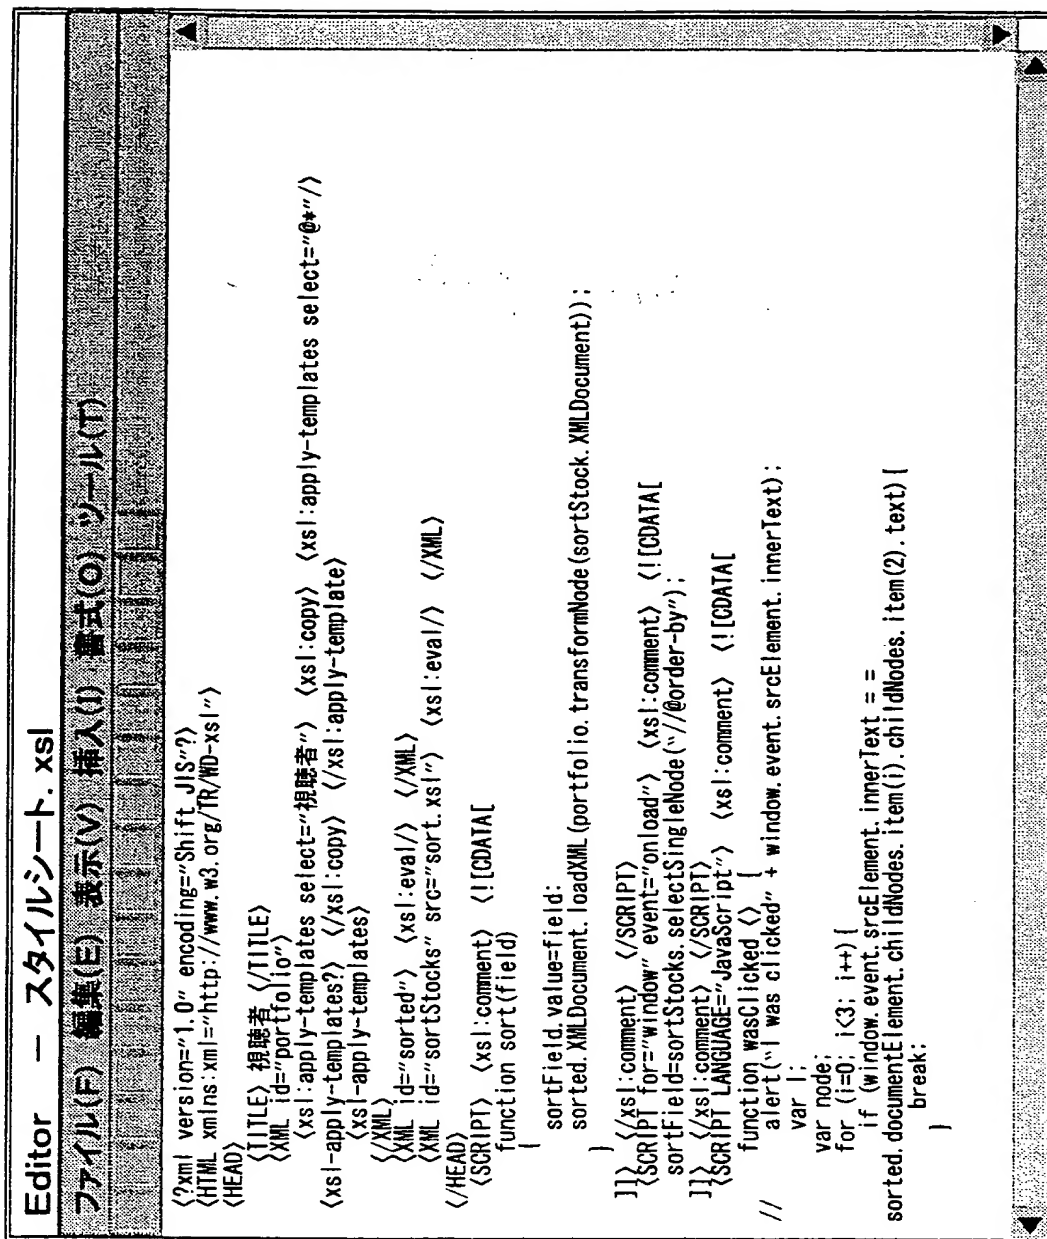 Editor － スタイルシート. xsl
ファイル(F) 編集(E) 表示(V) 挿入(I) 書式(O) ツール(T)
<?xml version="1.0" encoding="Shift_JIS"?>
<HTML xmlns:xml="http://www.w3.org/TR/WD-xsl">
<HEAD>
<TITLE> 視聴者 </TITLE>
<XML id="portfolio">
<xsl:apply-templates select="視聴者"> <xsl:copy> <xsl:apply-templates select="@*"/>
<xsl-apply-templates?> </xsl:copy> </xsl:apply-template>
<xsl-apply-templates>
</XML>
<XML id="sorted"> <xsl:eval/> </XML>
<XML id="sortStocks" src="sort.xsl"> <xsl:eval/> </XML>
</HEAD>
<SCRIPT> <xsl:comment> <![CDATA[
function sort(field)
{
sortField.value=field:
sorted.XMLDocument.loadXML(portfolio.transformNode(sortStock.XMLDocument));
}
]]> </xsl:comment> </SCRIPT>
<SCRIPT for="window" event="onload"> <xsl:comment> <![CDATA[
sortField=sortStocks.selectSingleNode("//@order-by");
]]> </xsl:comment> </SCRIPT>
<SCRIPT LANGUAGE="JavaScript"> <xsl:comment> <![CDATA[
function wasClicked <> {
// alert("I was clicked" + window.event.srcElement.innerText);
var I;
var node;
for (i=0; i<3; i++){
if (window.event.srcElement.innerText = =
sorted.documentElement.childNodes.item(i).childNodes.item(2).text) {
break;
}